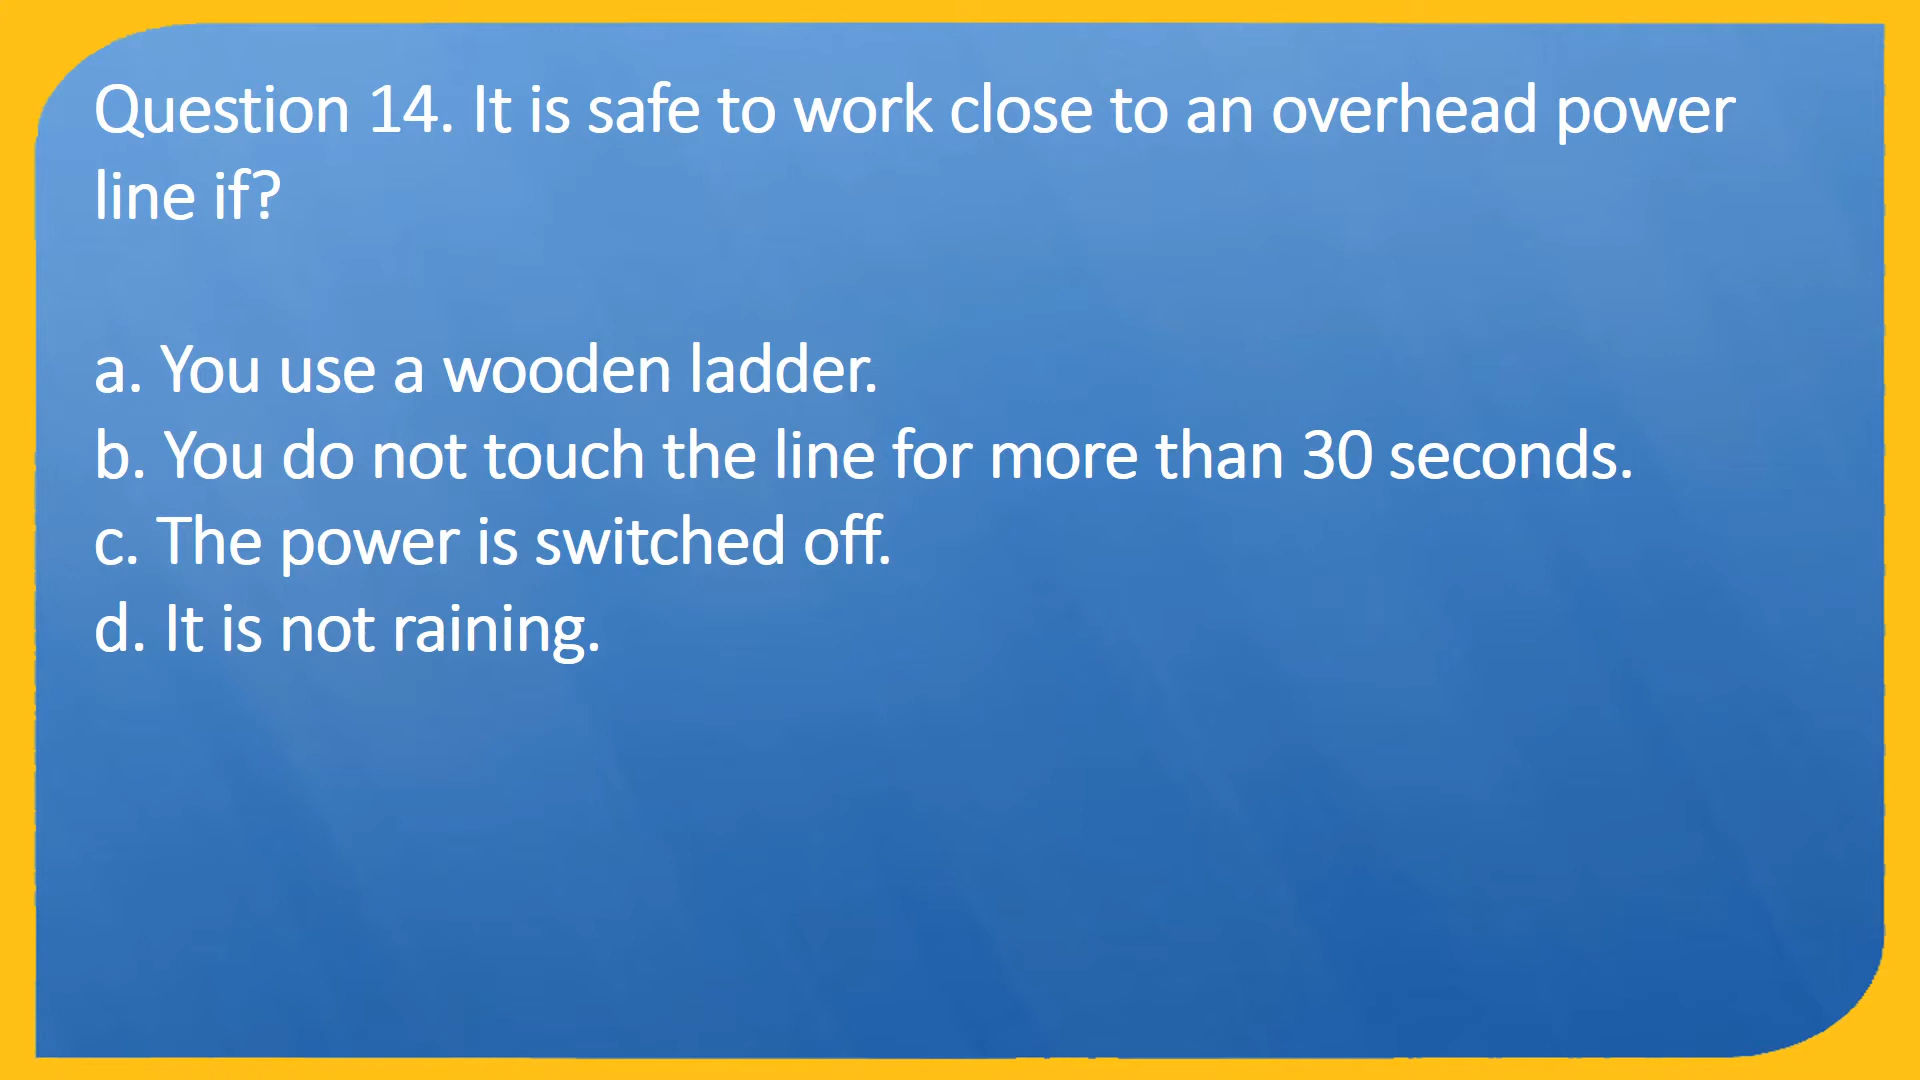 Question 14. It is safe to work close to an overhead power
line if?
a. You use a wooden ladder.
b. You do not touch the line for more than 30 seconds.
c. The power is switched off.
d. It is not raining.